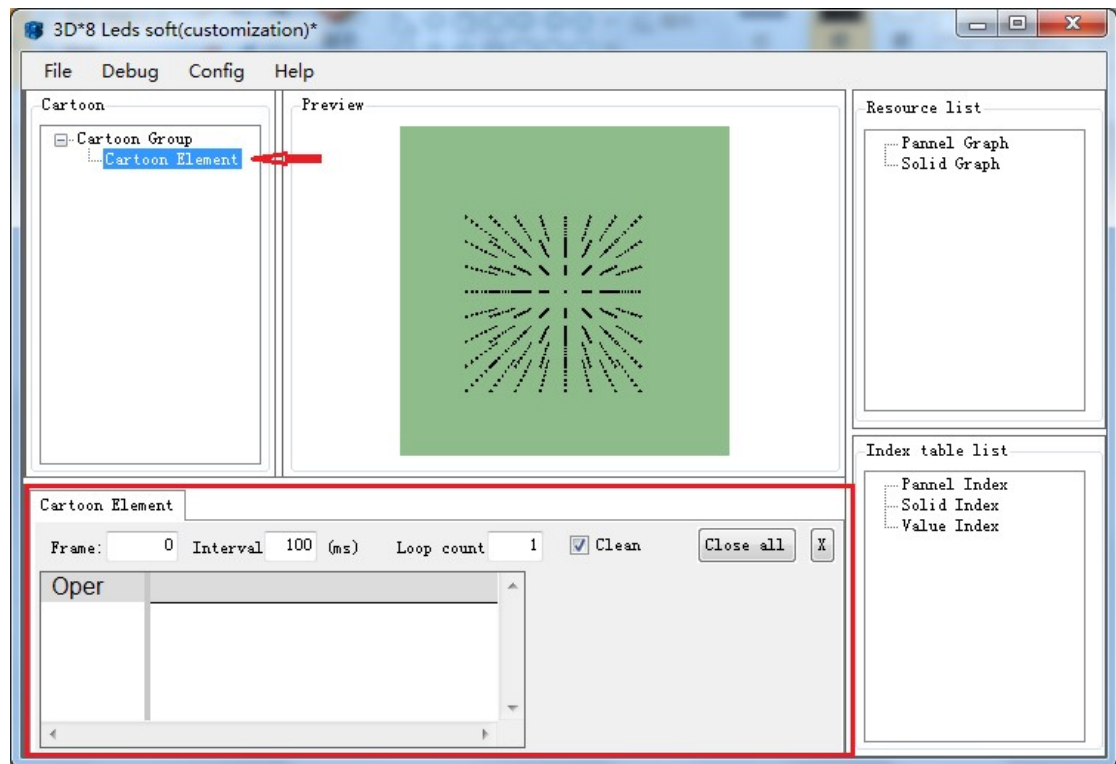 3D*8 Leds soft(customization)*
X
File Debug Config Help
Cartoon
Cartoon Group
Cartoon Element
Preview
Resource list
Pannel Graph
Solid Graph
Index table list
Pannel Index
Solid Index
Value Index
Cartoon Element
Frame: 0 Interval 100 (ms) Loop count 1 Clean Close all X
Oper